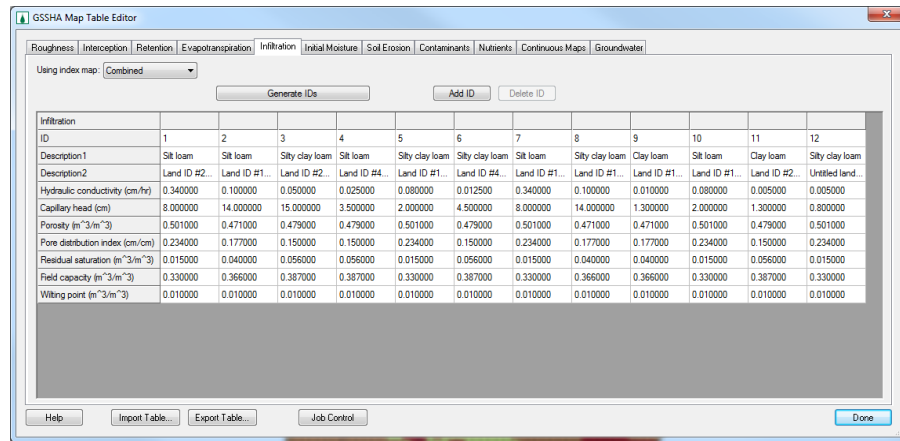 GSSHA Map Table Editor
Roughness Interception Retention Evapotranspiration Infiltration Initial Moisture Soil Erosion Contaminants Nutrients Continuous Maps Groundwater
Using index map: Combined
Generate IDs Add ID Delete ID
Infiltration
ID 1 2 3 4 5 6 7 8 9 10 11 12
Description1 Silt loam Silt loam Silty clay loam Silt loam Silty clay loam Silty clay loam Silt loam Silty clay loam Clay loam Silt loam Clay loam Silty clay loam
Description2 Land ID #2... Land ID #1... Land ID #2... Land ID #4... Land ID #1... Land ID #4... Land ID #1... Land ID #1... Land ID #1... Land ID #1... Land ID #2... Untitled land...
Hydraulic conductivity (cm/hr) 0.340000 0.100000 0.050000 0.025000 0.080000 0.012500 0.340000 0.100000 0.010000 0.080000 0.005000 0.005000
Capillary head (cm) 8.000000 14.000000 15.000000 3.500000 2.000000 4.500000 8.000000 14.000000 1.300000 2.000000 1.300000 0.800000
Porosity (m^3/m^3) 0.501000 0.471000 0.479000 0.479000 0.501000 0.479000 0.501000 0.471000 0.471000 0.501000 0.479000 0.501000
Pore distribution index (cm/cm) 0.234000 0.177000 0.150000 0.150000 0.234000 0.150000 0.234000 0.177000 0.177000 0.234000 0.150000 0.234000
Residual saturation (m^3/m^3) 0.015000 0.040000 0.056000 0.056000 0.015000 0.056000 0.015000 0.040000 0.040000 0.015000 0.056000 0.015000
Field capacity (m^3/m^3) 0.330000 0.366000 0.387000 0.387000 0.330000 0.387000 0.330000 0.366000 0.366000 0.330000 0.387000 0.330000
Wilting point (m^3/m^3) 0.010000 0.010000 0.010000 0.010000 0.010000 0.010000 0.010000 0.010000 0.010000 0.010000 0.010000 0.010000
Help Import Table... Export Table... Job Control Done